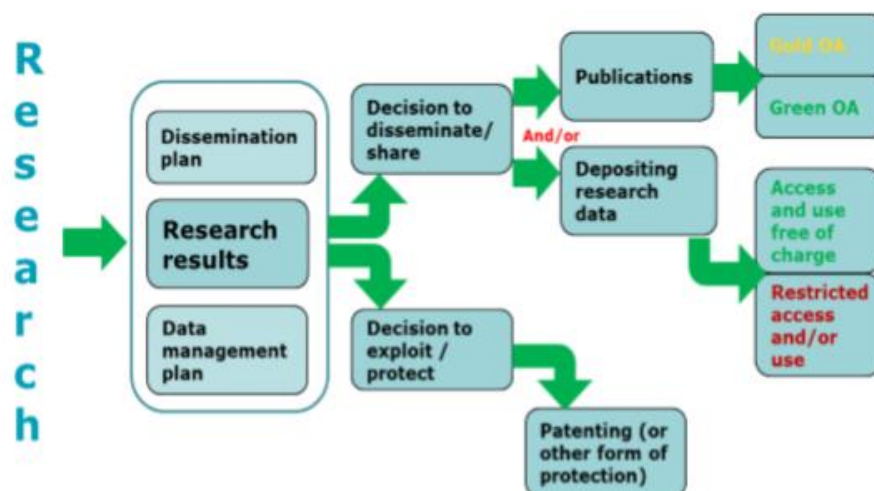 Research
Dissemination
plan
Research
results
Data
management
plan
Decision to
disseminate/
share
And/or
Decision to
exploit /
protect
Publications
Depositing
research
data
Patenting (or
other form of
protection)
Gold OA
Green OA
Access
and use
free of
charge
Restricted
access
and/or
use